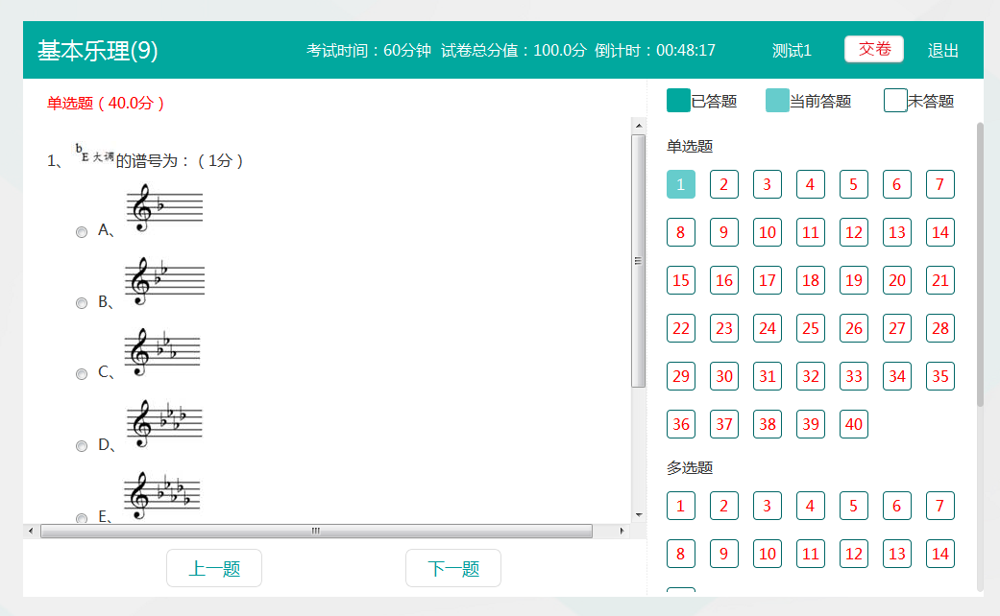 基本乐理(9)
考试时间：60分钟 试卷总分值：100.0分 倒计时：00:48:17
测试1
交卷
退出
单选题（40.0分）
1、bE大调的谱号为：（1分）
A、
B、
C、
D、
E、
上一题
下一题
已答题
当前答题
未答题
单选题
1 2 3 4 5 6 7
8 9 10 11 12 13 14
15 16 17 18 19 20 21
22 23 24 25 26 27 28
29 30 31 32 33 34 35
36 37 38 39 40
多选题
1 2 3 4 5 6 7
8 9 10 11 12 13 14